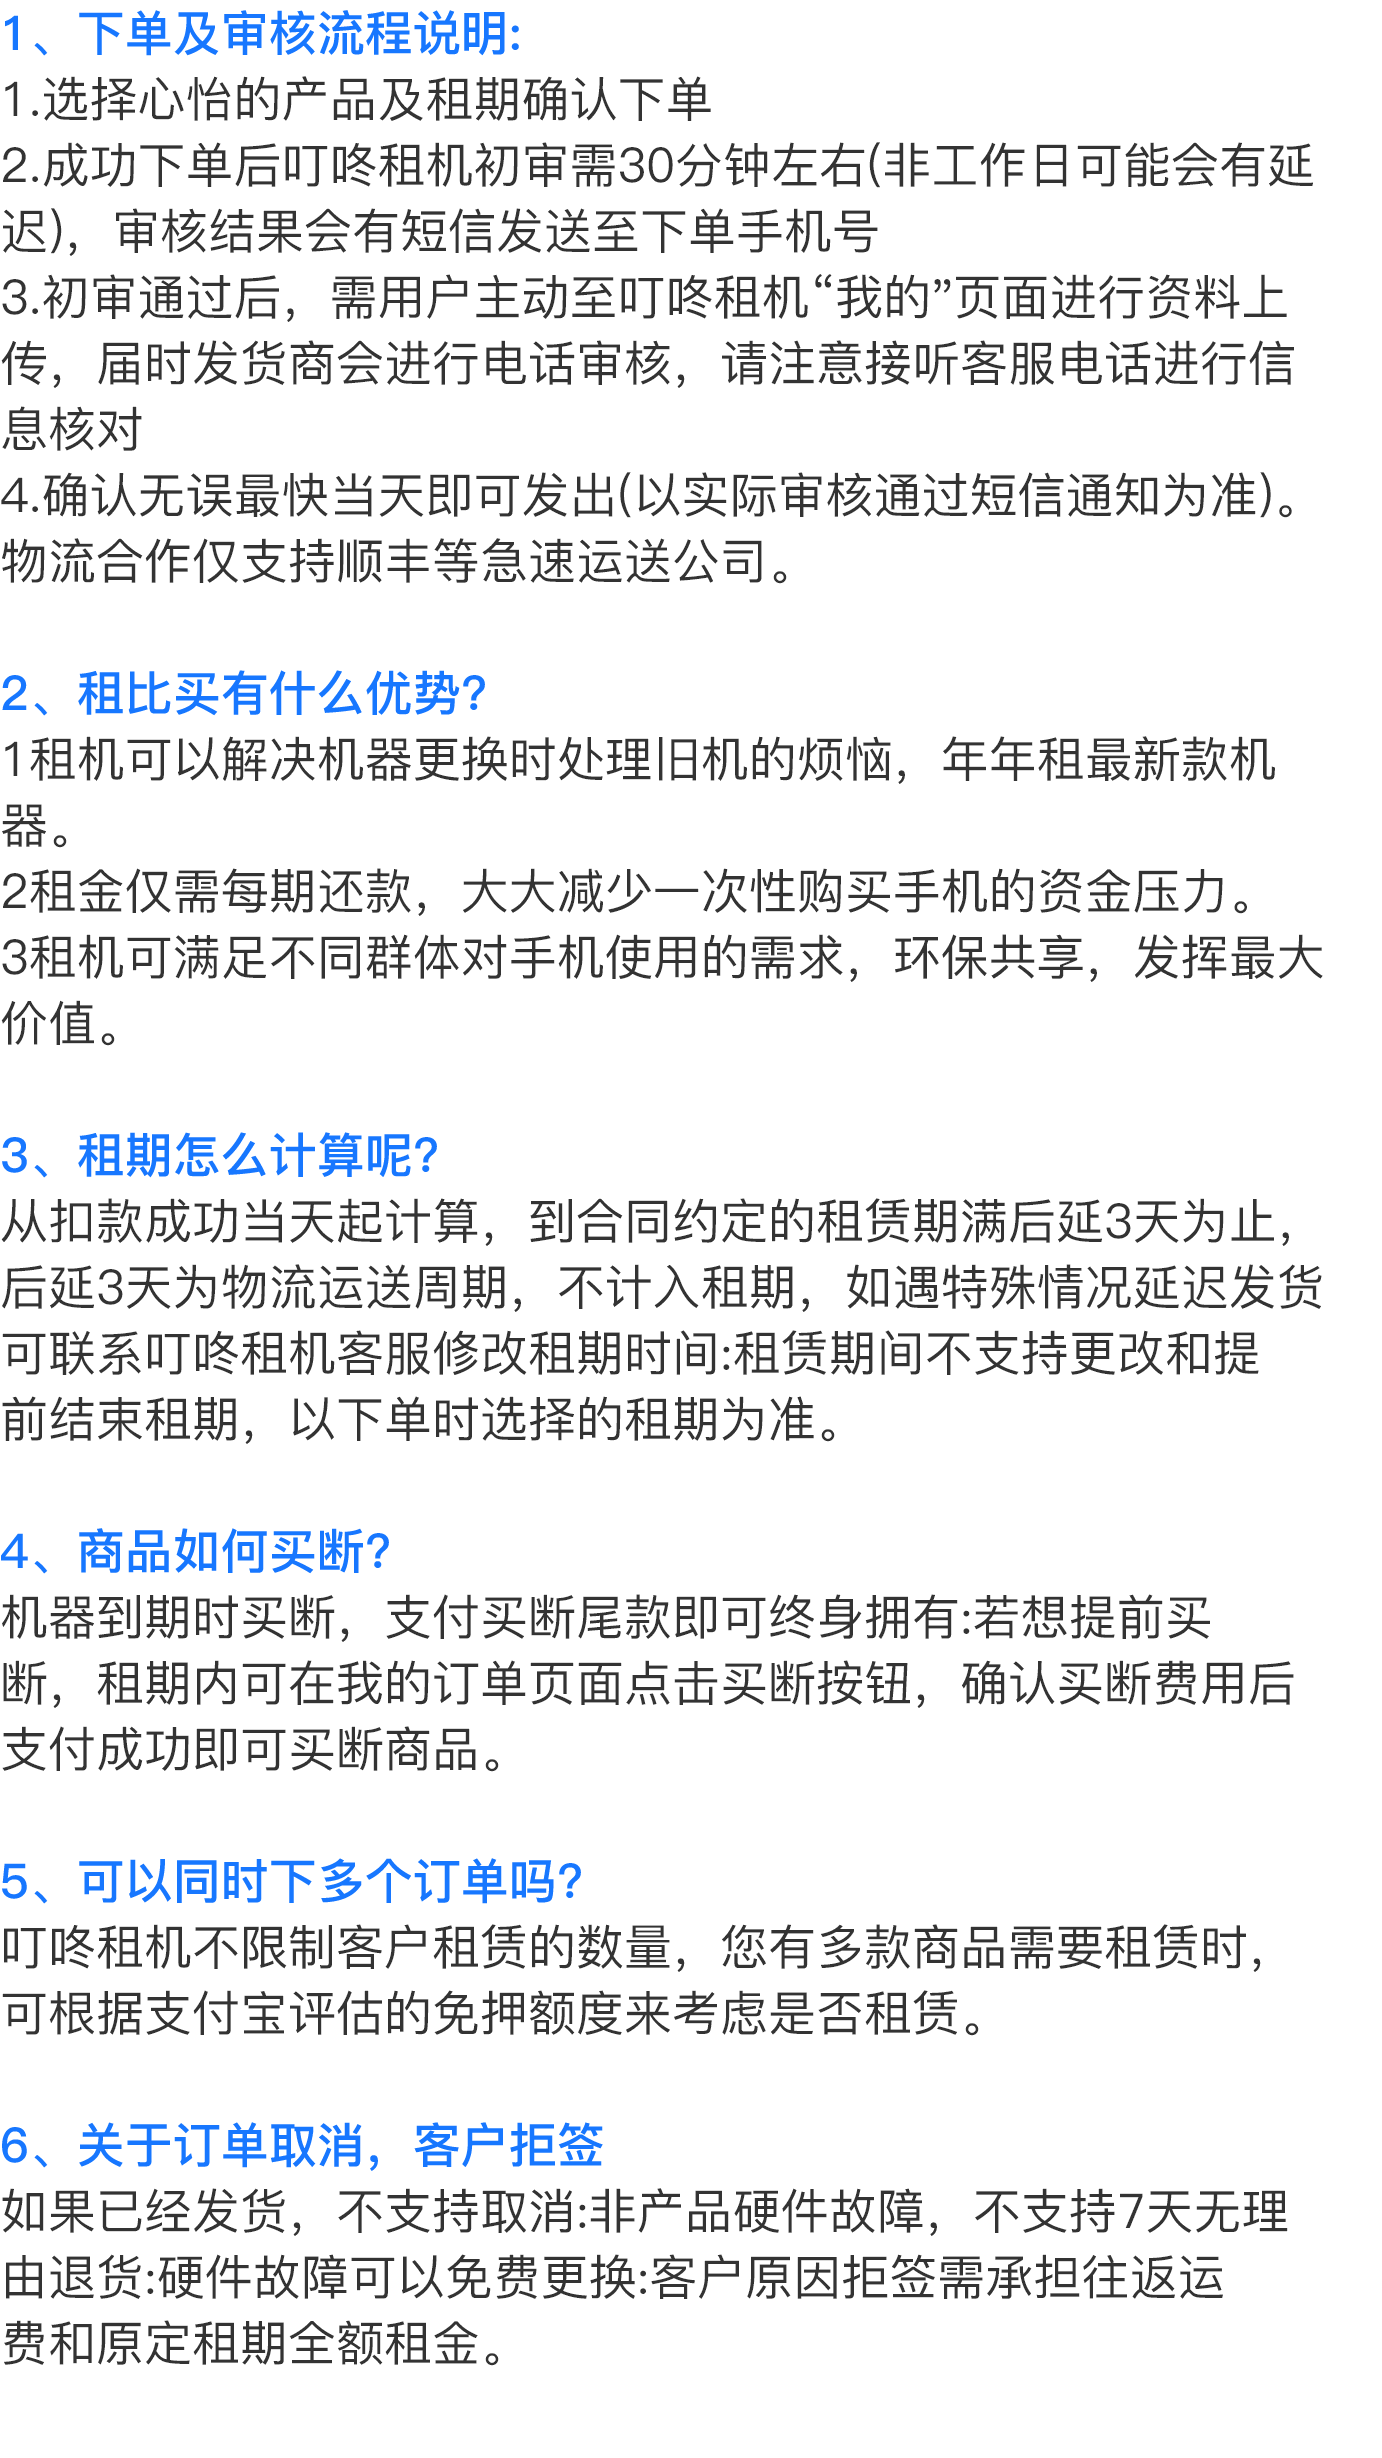 1、下单及审核流程说明:
1.选择心怡的产品及租期确认下单
2.成功下单后叮咚租机初审需30分钟左右(非工作日可能会有延
迟)，审核结果会有短信发送至下单手机号
3.初审通过后，需用户主动至叮咚租机“我的”页面进行资料上
传，届时发货商会进行电话审核，请注意接听客服电话进行信
息核对
4.确认无误最快当天即可发出(以实际审核通过短信通知为准)。
物流合作仅支持顺丰等急速运送公司。
2、租比买有什么优势?
1租机可以解决机器更换时处理旧机的烦恼，年年租最新款机
器。
2租金仅需每期还款，大大减少一次性购买手机的资金压力。
3租机可满足不同群体对手机使用的需求，环保共享，发挥最大
价值。
3、租期怎么计算呢?
从扣款成功当天起计算，到合同约定的租赁期满后延3天为止，
后延3天为物流运送周期，不计入租期，如遇特殊情况延迟发货
可联系叮咚租机客服修改租期时间:租赁期间不支持更改和提
前结束租期，以下单时选择的租期为准。
4、商品如何买断?
机器到期时买断，支付买断尾款即可终身拥有:若想提前买
断，租期内可在我的订单页面点击买断按钮，确认买断费用后
支付成功即可买断商品。
5、可以同时下多个订单吗?
叮咚租机不限制客户租赁的数量，您有多款商品需要租赁时，
可根据支付宝评估的免押额度来考虑是否租赁。
6、关于订单取消，客户拒签
如果已经发货，不支持取消:非产品硬件故障，不支持7天无理
由退货:硬件故障可以免费更换:客户原因拒签需承担往返运
费和原定租期全额租金。